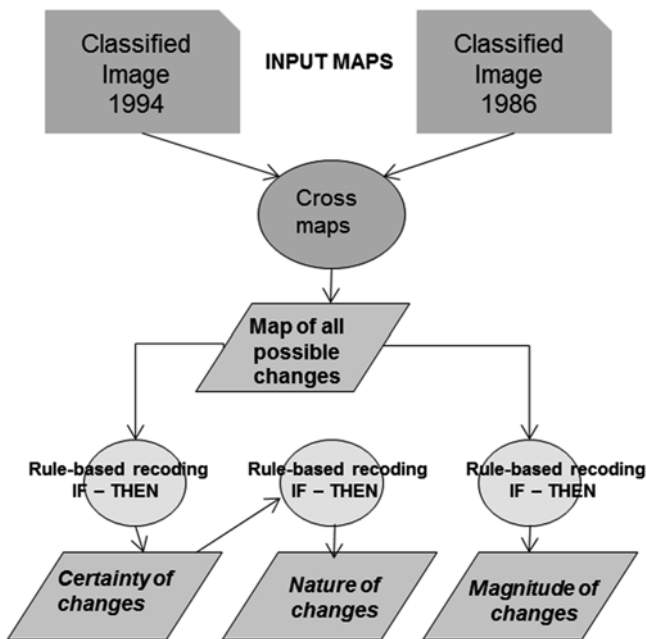 Classified
Image
1994
INPUT MAPS
Classified
Image
1986
Cross
maps
Map of all
possible
changes
Rule-based recoding
IF – THEN
Rule-based recoding
IF – THEN
Rule-based recoding
IF – THEN
Certainty of
changes
Nature of
changes
Magnitude of
changes